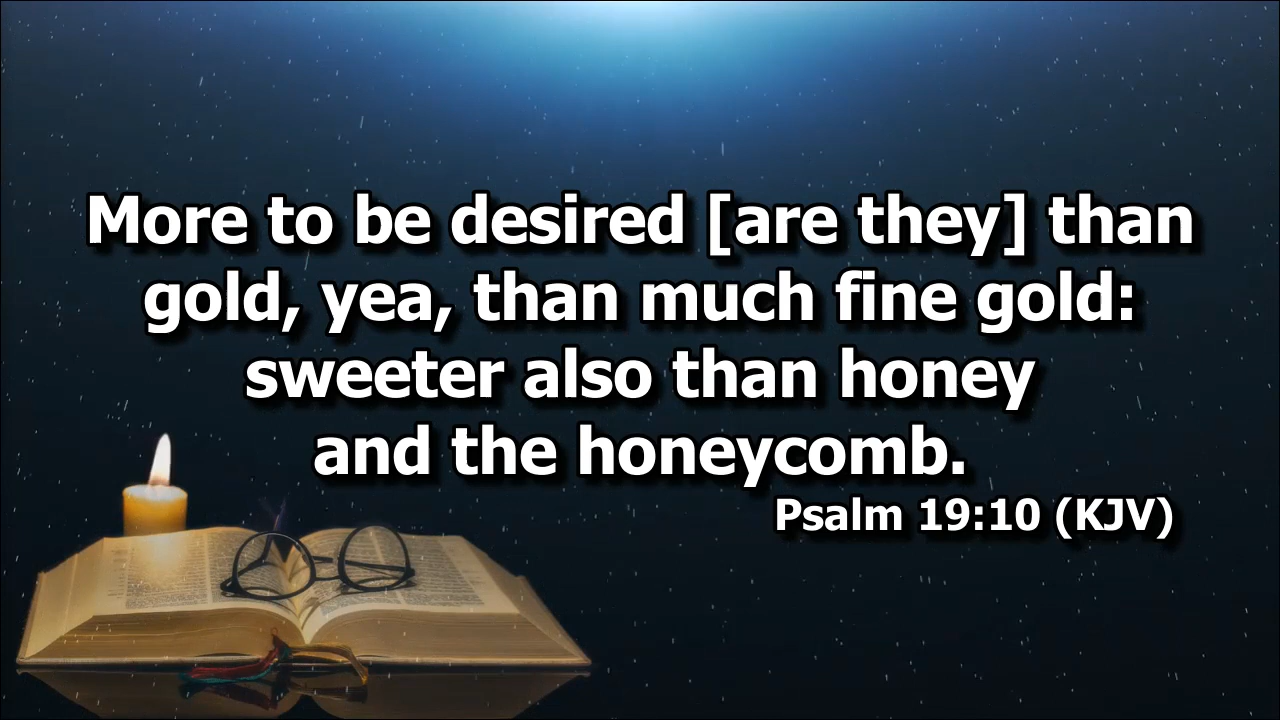 More to be desired [are they] than
gold, yea, than much fine gold:
sweeter also than honey
and the honeycomb.
Psalm 19:10 (KJV)